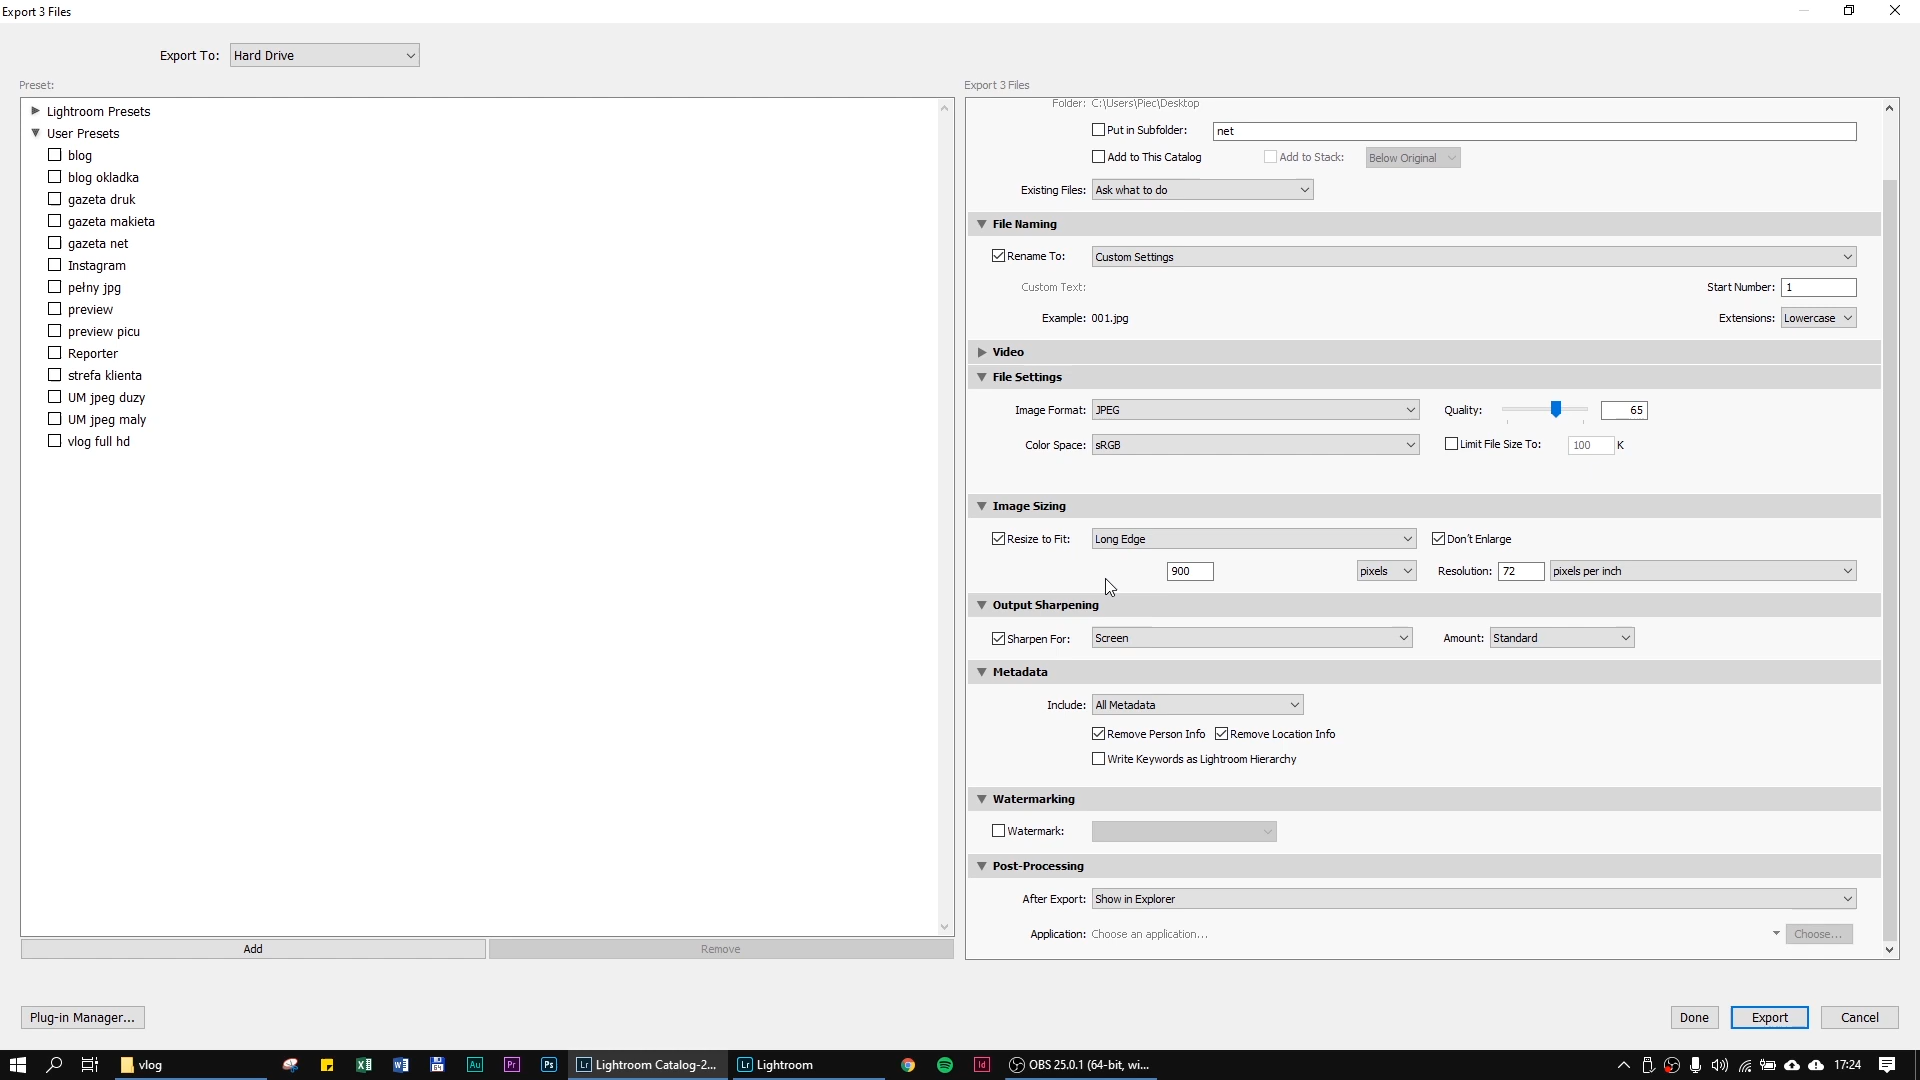 Export 3 Files
Export To: Hard Drive
Preset:
Lightroom Presets
User Presets
blog
blog okladka
gazeta druk
gazeta makieta
gazeta net
Instagram
pełny jpg
preview
preview picu
Reporter
strefa klienta
UM jpeg duzy
UM jpeg maly
vlog full hd
Add
Remove
Export 3 Files
Folder: C:\Users\Piec\Desktop
Put in Subfolder: net
Add to This Catalog Add to Stack: Below Original
Existing Files: Ask what to do
File Naming
Rename To: Custom Settings
Custom Text: Start Number: 1
Example: 001.jpg Extensions: Lowercase
Video
File Settings
Image Format: JPEG Quality: 65
Color Space: sRGB Limit File Size To: 100 K
Image Sizing
Resize to Fit: Long Edge Don't Enlarge
900 pixels Resolution: 72 pixels per inch
Output Sharpening
Sharpen For: Screen Amount: Standard
Metadata
Include: All Metadata
Remove Person Info Remove Location Info
Write Keywords as Lightroom Hierarchy
Watermarking
Watermark:
Post-Processing
After Export: Show in Explorer
Application: Choose an application... Choose...
Plug-in Manager... Done Export Cancel
vlog Au Pr Ps Lr Lightroom Catalog-2... Lr Lightroom Id OBS 25.0.1 (64-bit, wi... 17:24